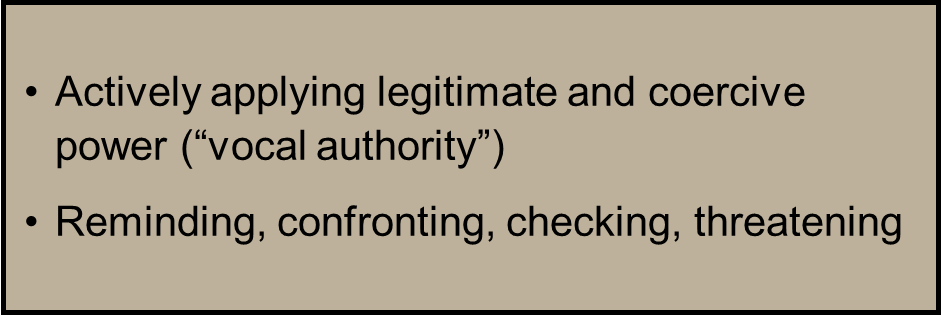 • Actively applying legitimate and coercive
power (“vocal authority”)
• Reminding, confronting, checking, threatening